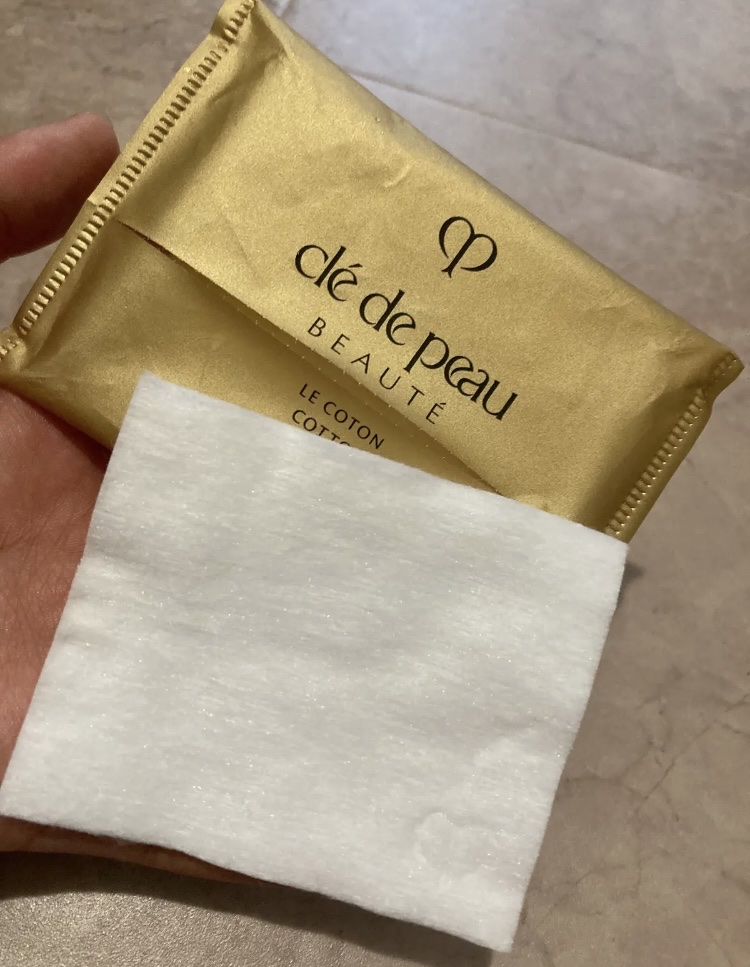 clé de peau
BEAUTÉ
LE COTON